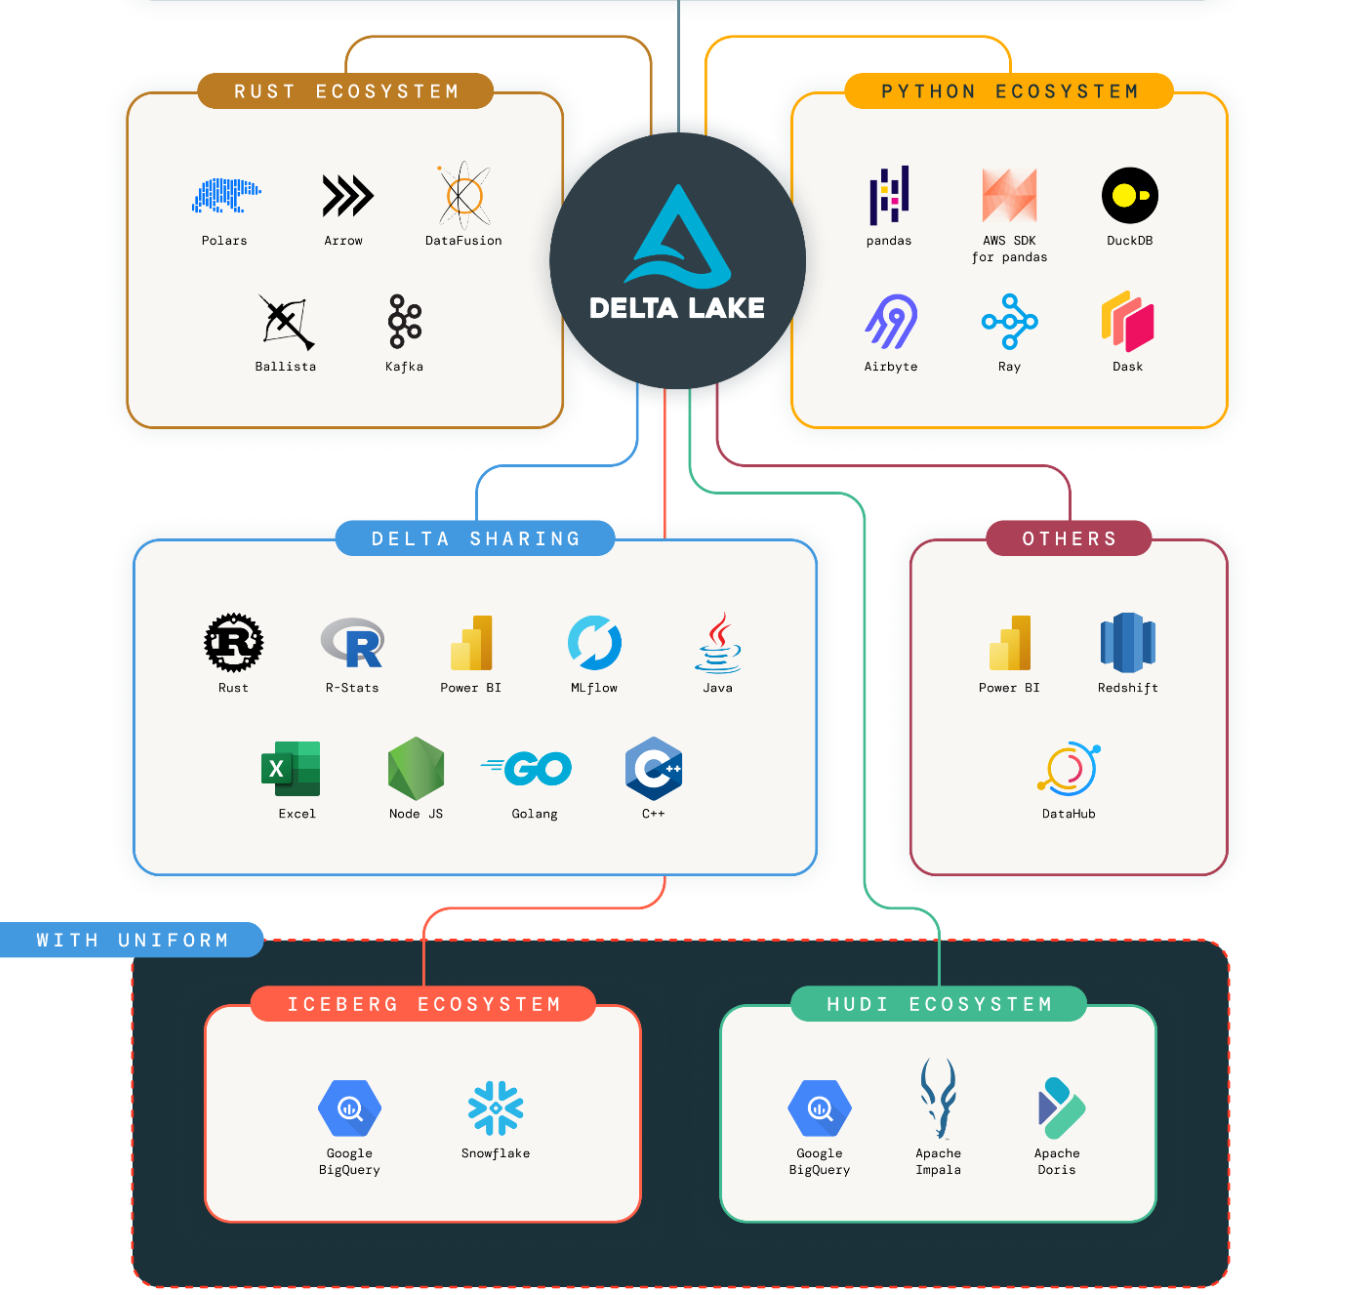 RUST ECOSYSTEM
PYTHON ECOSYSTEM
Polars
Arrow
DataFusion
Ballista
Kafka
DELTA LAKE
pandas
AWS SDK
for pandas
DuckDB
Airbyte
Ray
Dask
DELTA SHARING
R
Rust
R
R-Stats
Power BI
MLflow
Java
X
Excel
Node JS
GO
Golang
C++
C++
OTHERS
Power BI
Redshift
DataHub
WITH UNIFORM
ICEBERG ECOSYSTEM
Google
BigQuery
Snowflake
HUDI ECOSYSTEM
Google
BigQuery
Apache
Impala
Apache
Doris